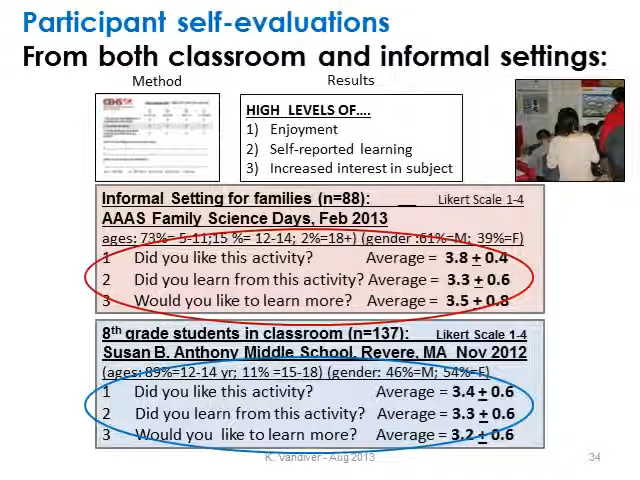 Participant self-evaluations
From both classroom and informal settings:
Method
Results
HIGH LEVELS OF....
1) Enjoyment
2) Self-reported learning
3) Increased interest in subject
Informal Setting for families (n=88): __ Likert Scale 1-4
AAAS Family Science Days, Feb 2013
ages: 73%= 5-11;15 %= 12-14; 2%=18+) (gender :61%=M; 39%=F)
1 Did you like this activity? Average = 3.8 ± 0.4
2 Did you learn from this activity? Average = 3.3 ± 0.6
3 Would you like to learn more? Average = 3.5 ± 0.8
8th grade students in classroom (n=137): Likert Scale 1-4
Susan B. Anthony Middle School, Revere, MA Nov 2012
(ages: 89%=12-14 yr; 11% =15-18) (gender: 46%=M; 54%=F)
1 Did you like this activity? Average = 3.4 ± 0.6
2 Did you learn from this activity? Average = 3.3 ± 0.6
3 Would you like to learn more? Average = 3.2 ± 0.6
K. Vandiver - Aug 2013
34